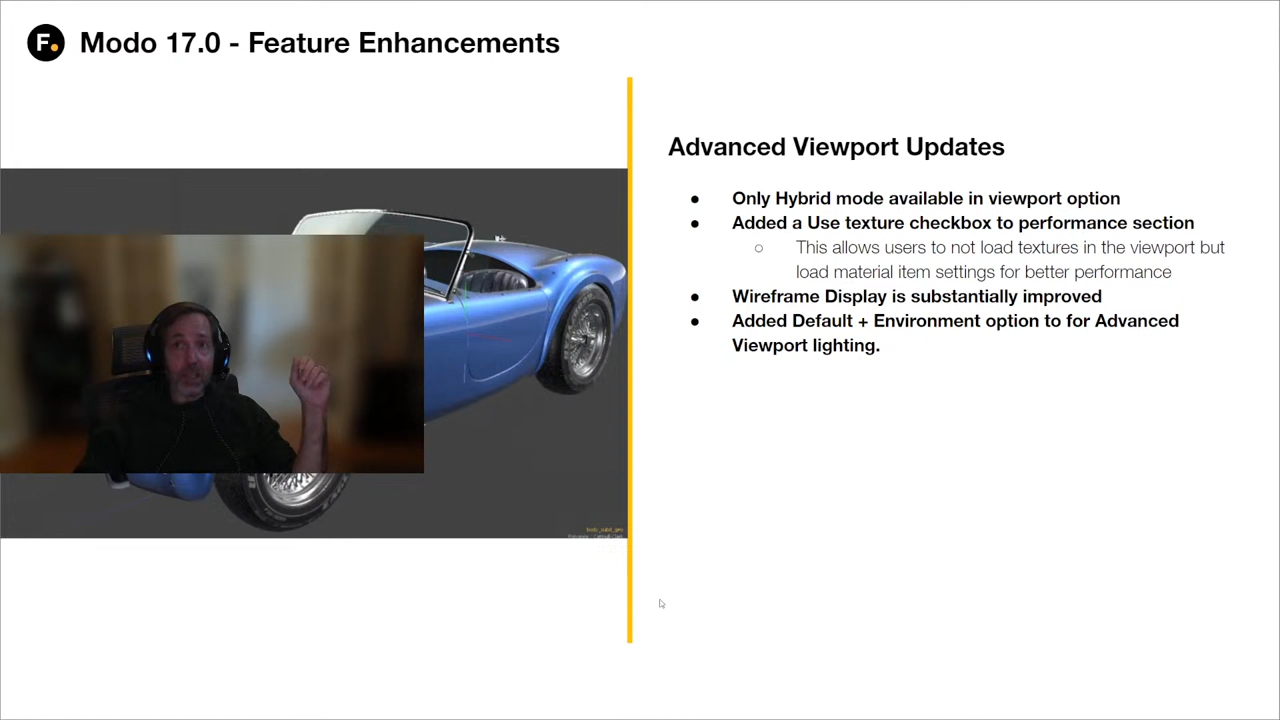 F.
Modo 17.0 - Feature Enhancements
Advanced Viewport Updates
● Only Hybrid mode available in viewport option
● Added a Use texture checkbox to performance section
○ This allows users to not load textures in the viewport but
load material item settings for better performance
● Wireframe Display is substantially improved
● Added Default + Environment option to for Advanced
Viewport lighting.